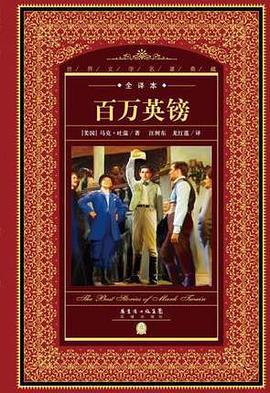 世/界/文/学/名/著/典/藏
全译本
百万英镑
[美国] 马克·吐温／著 汪树东 龙红莲／译
The Best Stories of Mark Twain